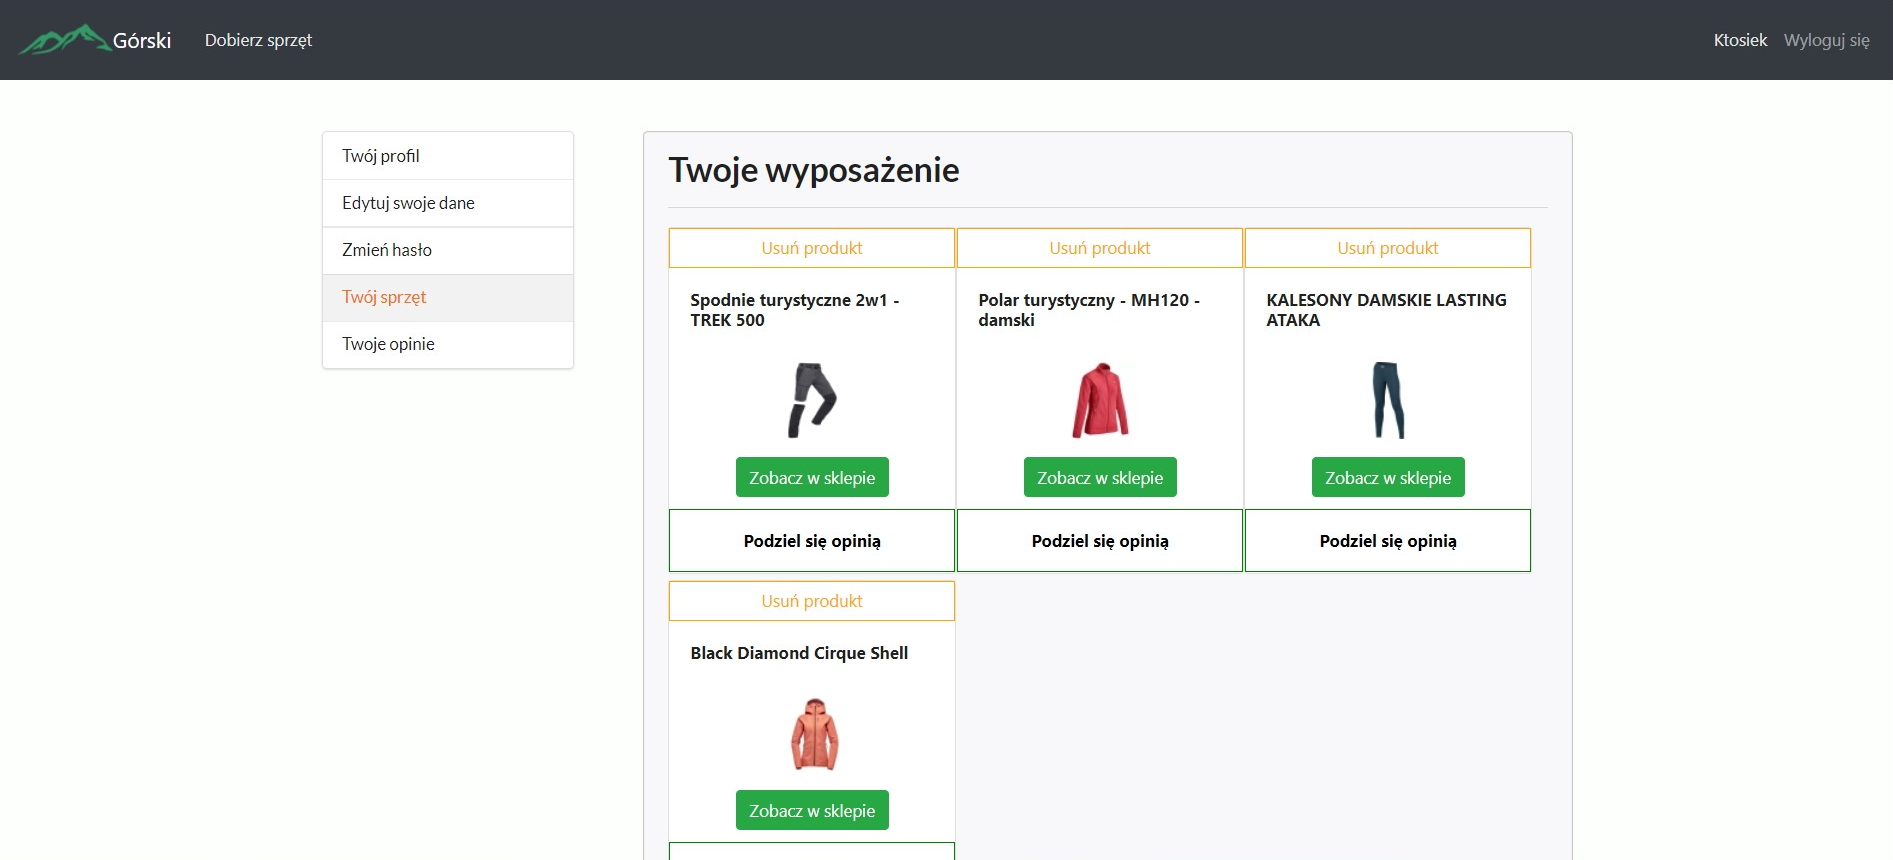 Górski
Dobierz sprzęt
Ktosiek
Wyloguj się
Twój profil
Edytuj swoje dane
Zmień hasło
Twój sprzęt
Twoje opinie
Twoje wyposażenie
Usuń produkt
Spodnie turystyczne 2w1 -
TREK 500
Zobacz w sklepie
Podziel się opinią
Usuń produkt
Polar turystyczny - MH120 -
damski
Zobacz w sklepie
Podziel się opinią
Usuń produkt
KALESONY DAMSKIE LASTING
ATAKA
Zobacz w sklepie
Podziel się opinią
Usuń produkt
Black Diamond Cirque Shell
Zobacz w sklepie